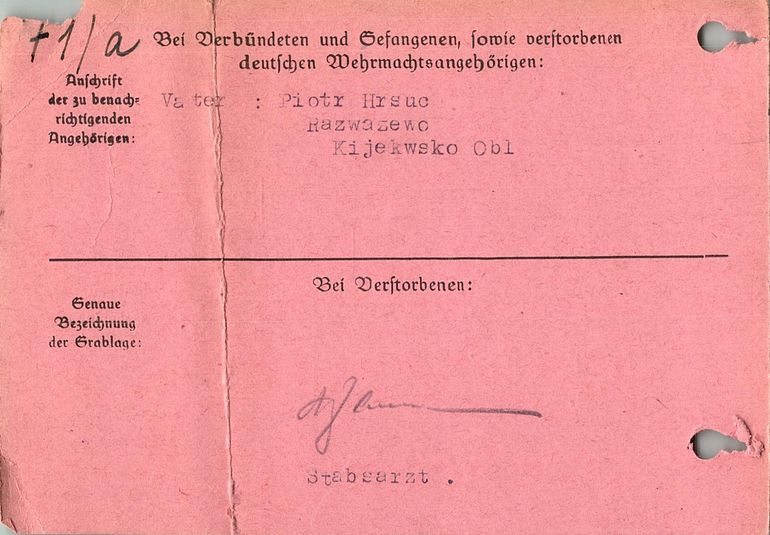 +1/a
Bei Verbündeten und Gefangenen, sowie verstorbenen
deutschen Wehrmachtsangehörigen:
Anschrift
der zu benach-
richtigenden
Angehörigen:
Vater : Piotr Hrsuc
Razwazewo
Kijekwsko Obl
Bei Verstorbenen:
Genaue
Bezeichnung
der Grablage:
Stabsarzt .